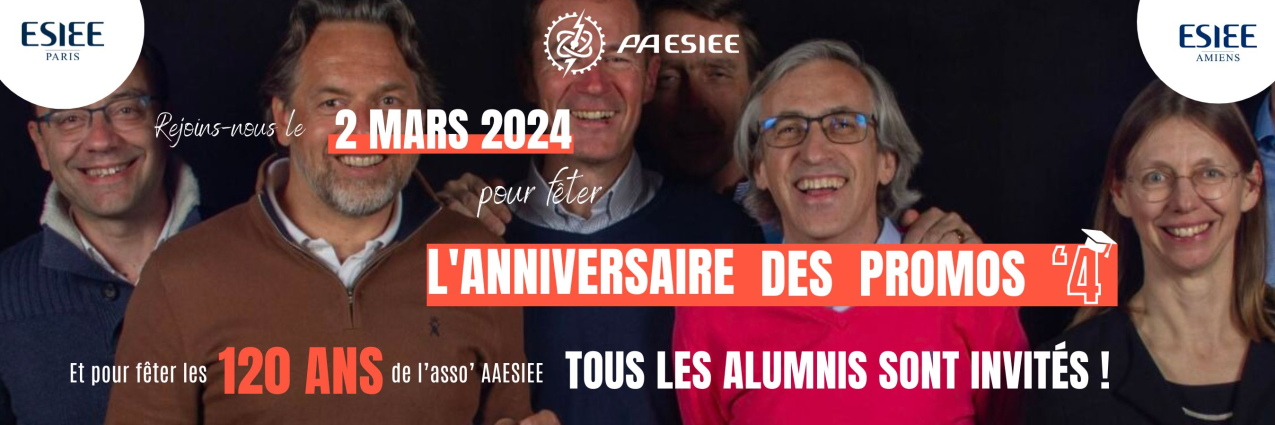 ESIEE
PARIS
AAESIEE
ESIEE
AMIENS
Rejoins-nous le 2 MARS 2024
pour fêter
L'ANNIVERSAIRE DES PROMOS '4'
Et pour fêter les 120 ANS de l'asso' AAESIEE TOUS LES ALUMNIS SONT INVITÉS !